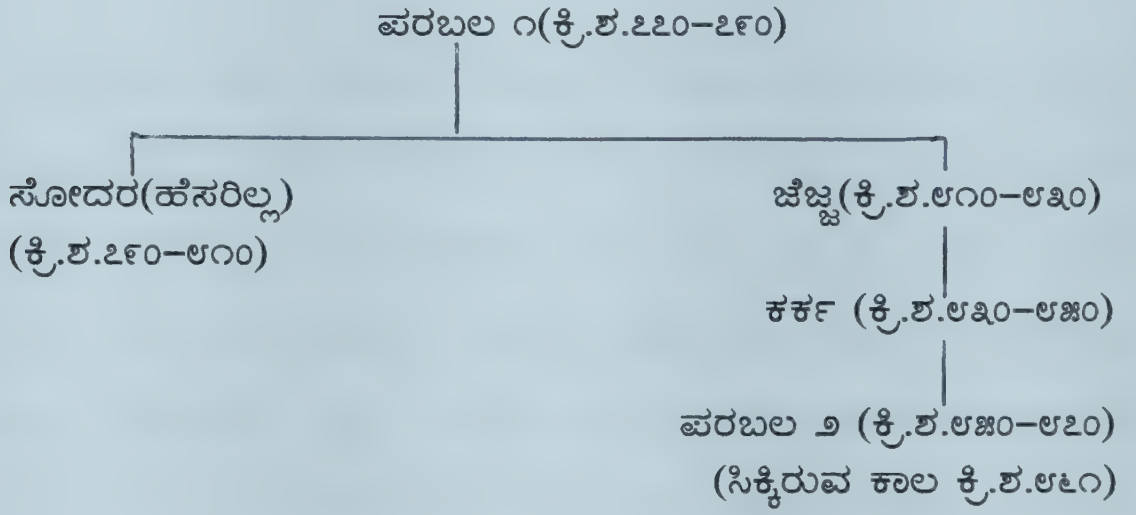 ಪರಬಲ ೧(ಕ್ರಿ.ಶ.೭೭೦–೭೯೦)
ಸೋದರ(ಹೆಸರಿಲ್ಲ)
(ಕ್ರಿ.ಶ.೭೯೦–೮೧೦)
ಜೆಜ್ಜ(ಕ್ರಿ.ಶ.೮೧೦–೮೩೦)
ಕರ್ಕ (ಕ್ರಿ.ಶ.೮೩೦–೮೫೦)
ಪರಬಲ ೨ (ಕ್ರಿ.ಶ.೮೫೦–೮೭೦)
(ಸಿಕ್ಕಿರುವ ಕಾಲ ಕ್ರಿ.ಶ.೮೬೧)